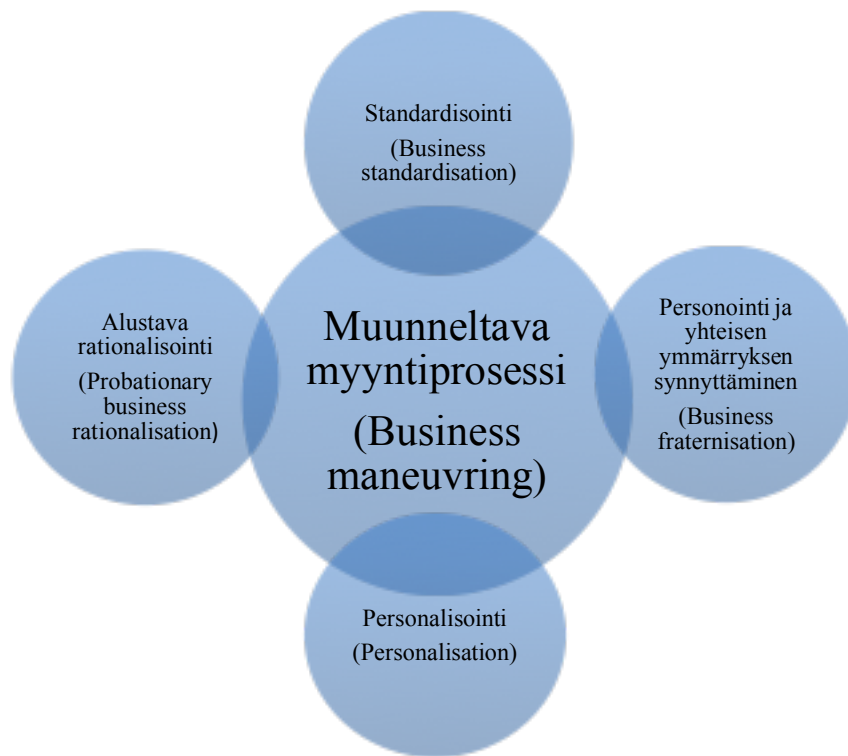 Standardisointi
(Business
standardisation)
Alustava
rationalisointi
(Probationary
business
rationalisation)
Muunneltava
myyntiprosessi
(Business
maneuvring)
Personointi ja
yhteisen
ymmärryksen
synnyttäminen
(Business
fraternisation)
Personalisointi
(Personalisation)